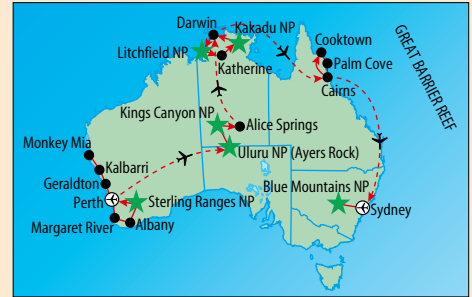 Darwin
Kakadu NP
Cooktown
Litchfield NP
Palm Cove
Katherine
Cairns
GREAT BARRIER REEF
Kings Canyon NP
Alice Springs
Monkey Mia
Uluru NP (Ayers Rock)
Kalbarri
Geraldton
Blue Mountains NP
Perth
Sterling Ranges NP
Sydney
Margaret River
Albany